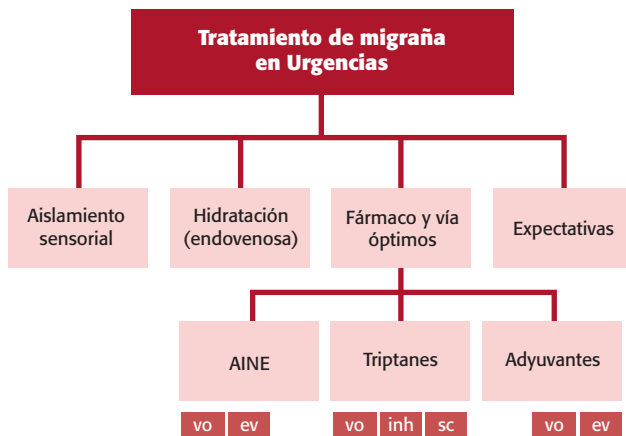 Tratamiento de migraña
en Urgencias
Aislamiento
sensorial
Hidratación
(endovenosa)
Fármaco y vía
óptimos
Expectativas
AINE
Triptanes
Adyuvantes
vo ev
vo inh sc
vo ev